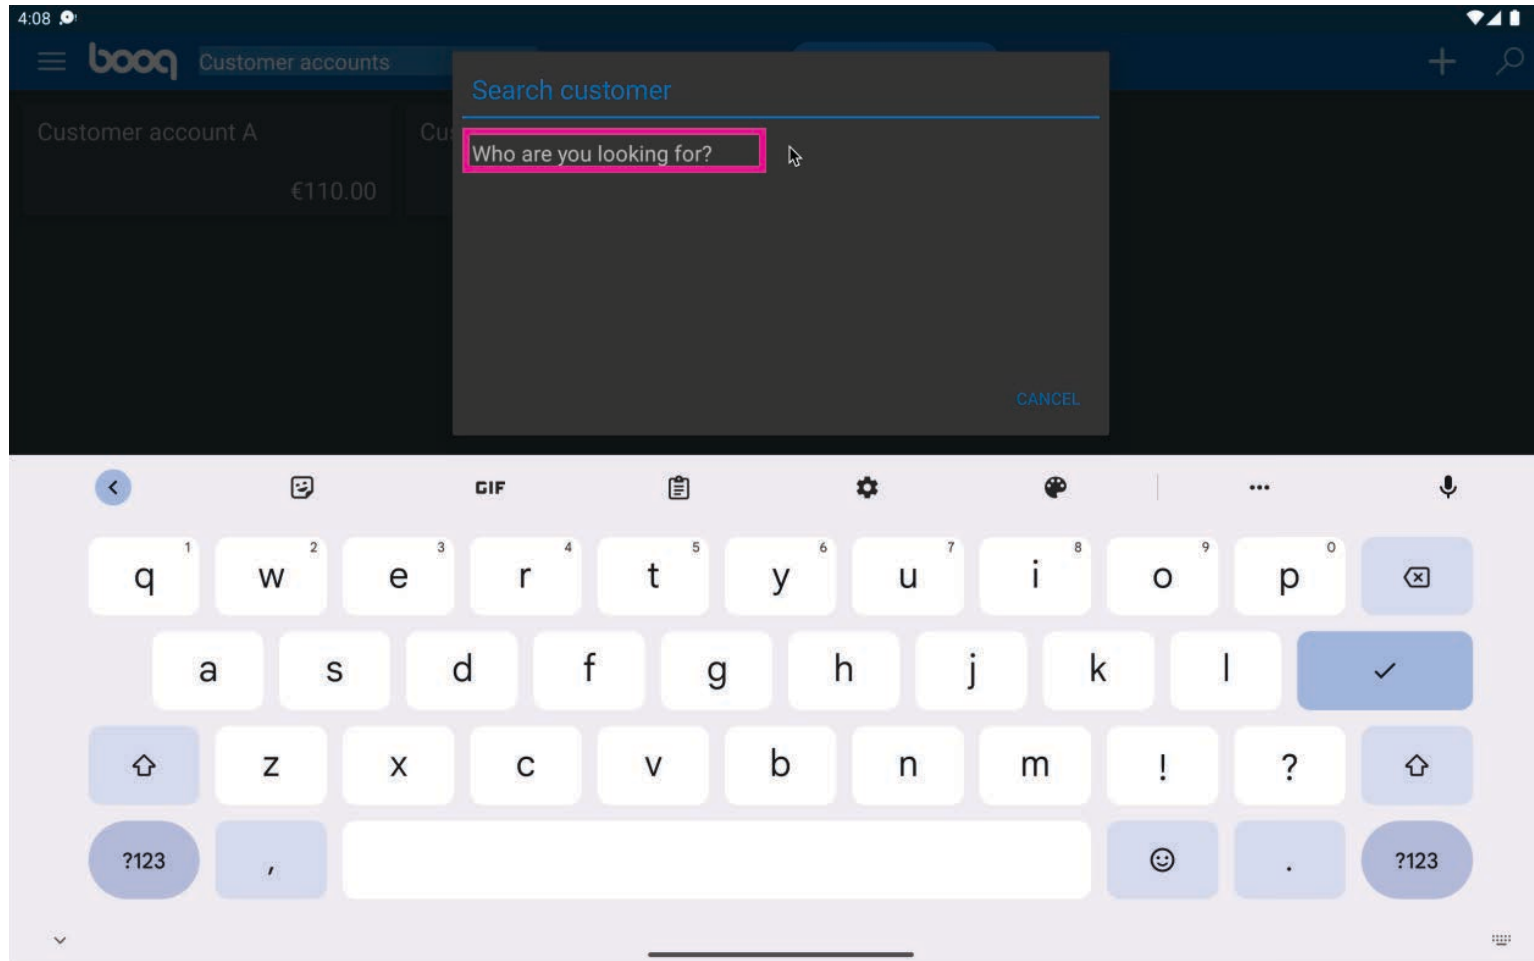 4:08
booq Customer accounts
Search customer
Customer account A
Cu
Who are you looking for?
€110.00
CANCEL
GIF
q 1 w 2 e 3 r 4 t 5 y 6 u 7 i 8 o 9 p 0
a s d f g h j k l
z x c v b n m ! ?
?123 , . ?123